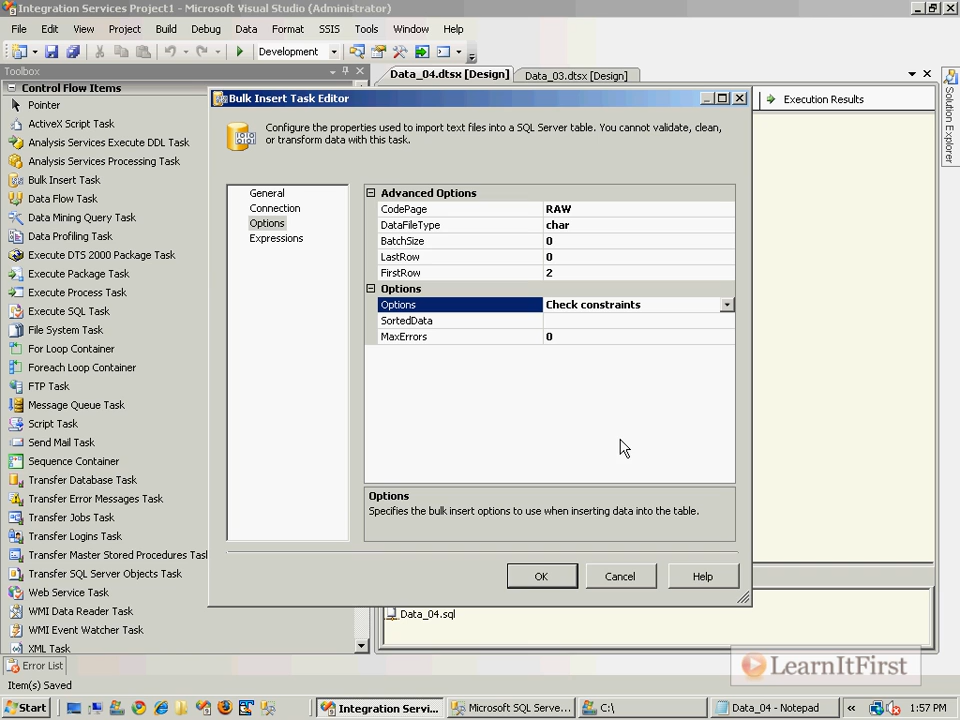 Integration Services Project1 - Microsoft Visual Studio (Administrator)
File Edit View Project Build Debug Data Format SSIS Tools Window Help
Development
Toolbox
Data_04.dtsx [Design] Data_03.dtsx [Design]
Control Flow Items
Pointer
ActiveX Script Task
Analysis Services Execute DDL Task
Analysis Services Processing Task
Bulk Insert Task
Data Flow Task
Data Mining Query Task
Data Profiling Task
Execute DTS 2000 Package Task
Execute Package Task
Execute Process Task
Execute SQL Task
File System Task
For Loop Container
Foreach Loop Container
FTP Task
Message Queue Task
Script Task
Send Mail Task
Sequence Container
Transfer Database Task
Transfer Error Messages Task
Transfer Jobs Task
Transfer Logins Task
Transfer Master Stored Procedures Tas
Transfer SQL Server Objects Task
Web Service Task
WMI Data Reader Task
WMI Event Watcher Task
XML Task
Bulk Insert Task Editor
Configure the properties used to import text files into a SQL Server table. You cannot validate, clean,
or transform data with this task.
General
Connection
Options
Expressions
Advanced Options
CodePage RAW
DataFileType char
BatchSize 0
LastRow 0
FirstRow 2
Options
Options Check constraints
SortedData
MaxErrors 0
Options
Specifies the bulk insert options to use when inserting data into the table.
OK Cancel Help
Execution Results
Solution Explorer
Data_04.sql
Error List
Item(s) Saved
LearnItFirst
Start Integration Servi... Microsoft SQL Serve... C:\ Data_04 - Notepad « 1:57 PM